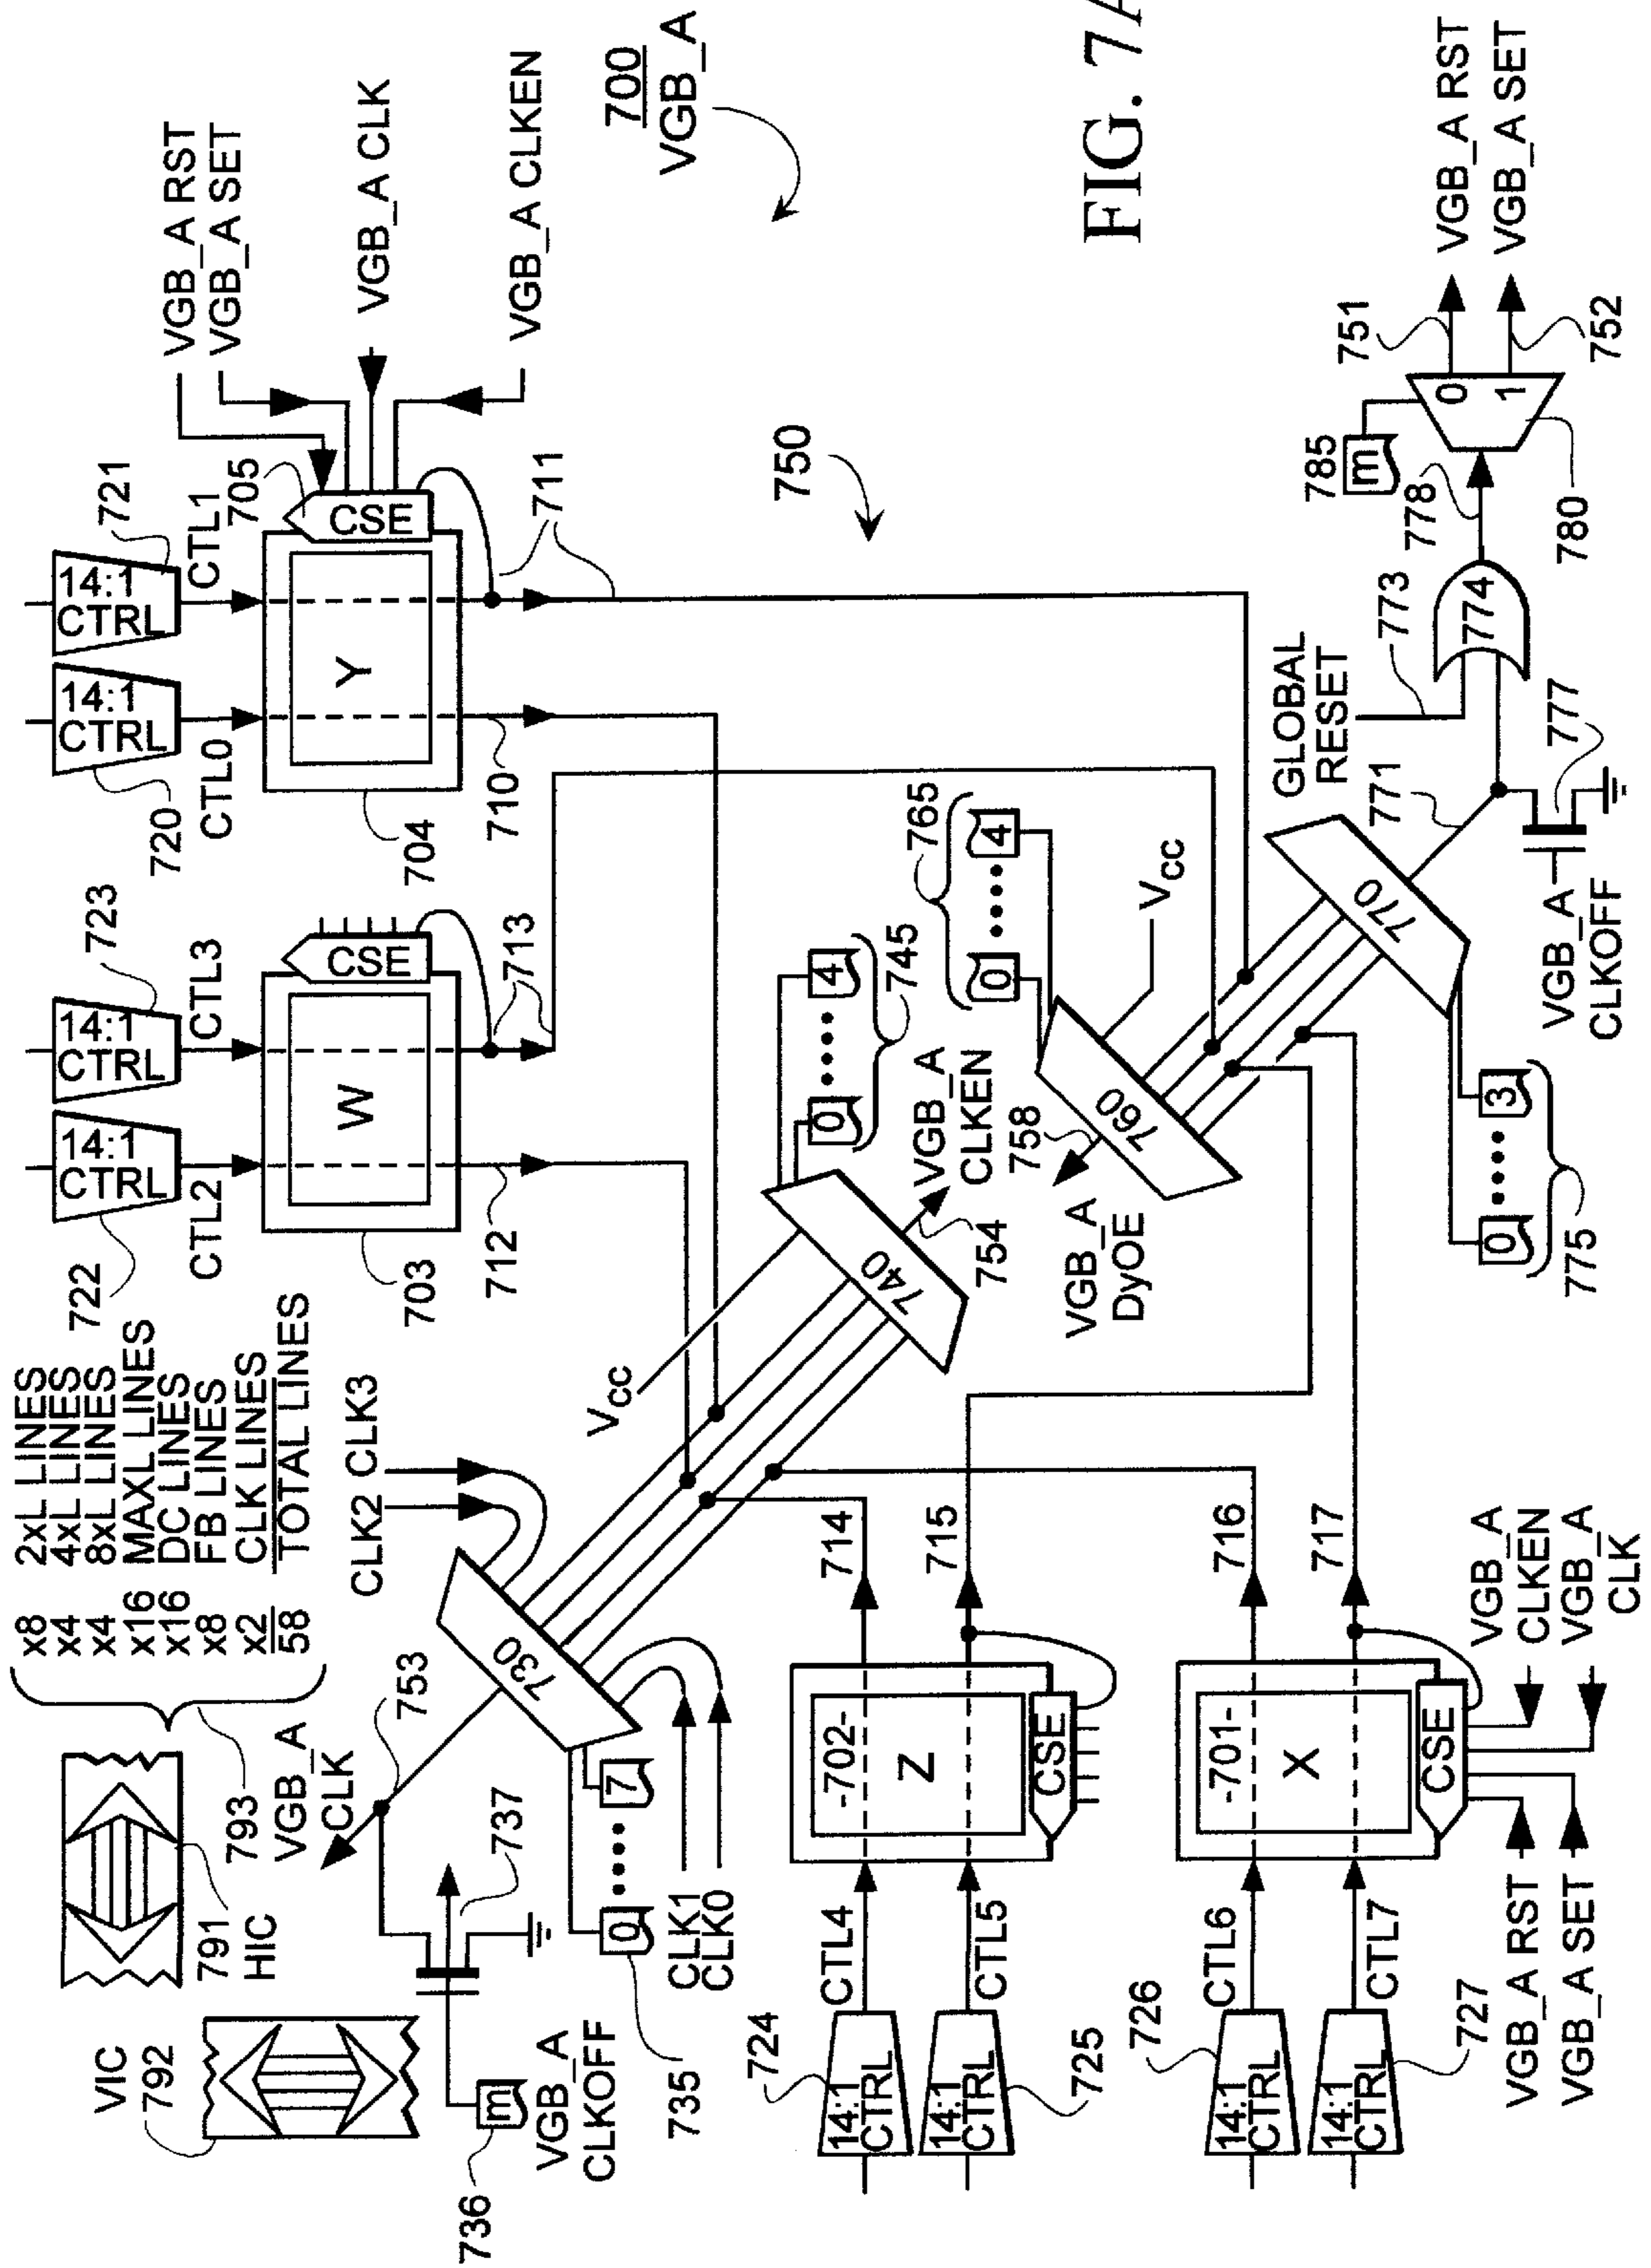 x8 2xL LINES
x4 4xL LINES
x4 8xL LINES
x16 MAXL LINES
x16 DC LINES
x8 FB LINES
x2 CLK LINES
58 TOTAL LINES
793
791
HIC
VIC
792
722
14:1
CTRL
CTL2
723
14:1
CTRL
CTL3
720
14:1
CTRL
CTL0
721
14:1
CTRL
CTL1
W
CSE
703
712
713
Y
CSE
704
705
710
711
VGB_A RST
VGB_A SET
VGB_A CLK
VGB_A CLKEN
700
VGB_A
FIG. 7A
750
753
VGB_A
CLK
737
736
m
VGB_A
CLKOFF
735
0
7
730
CLK2
CLK3
CLK1
CLK0
Vcc
740
0
4
745
VGB_A
CLKEN
754
765
0
4
Vcc
760
758
VGB_A
DyOE
770
771
0
3
775
GLOBAL
RESET
773
774
777
VGB_A
CLKOFF
778
785
m
0
1
780
751
752
VGB_A RST
VGB_A SET
724
14:1
CTRL
CTL4
725
14:1
CTRL
CTL5
-702-
Z
CSE
714
715
726
14:1
CTRL
CTL6
727
14:1
CTRL
CTL7
-701-
X
CSE
716
717
VGB_A RST
VGB_A SET
VGB_A
CLKEN
VGB_A
CLK